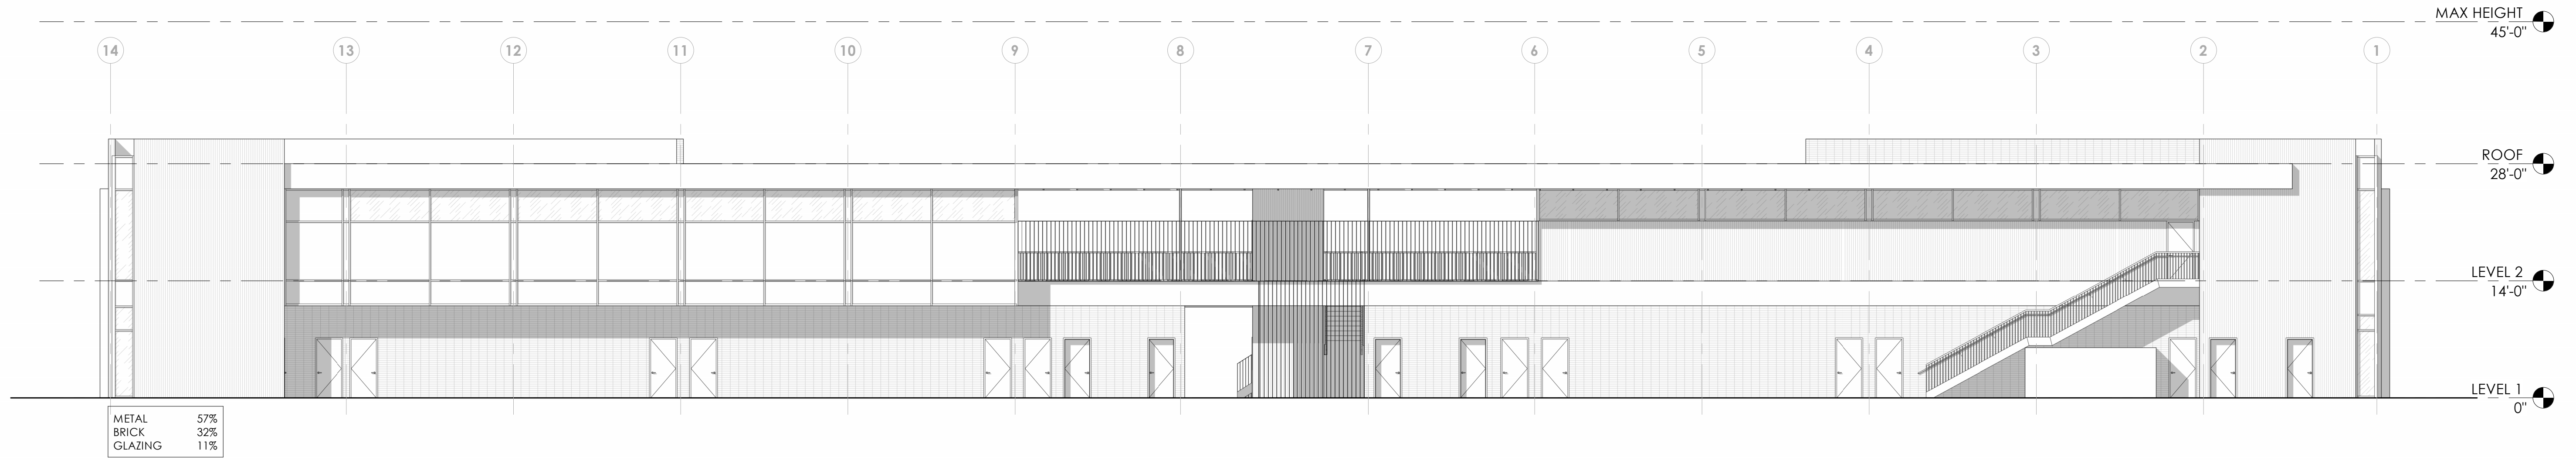 MAX HEIGHT
45'-0"
14 13 12 11 10 9 8 7 6 5 4 3 2 1
ROOF
28'-0"
LEVEL 2
14'-0"
LEVEL 1
0"
METAL 57%
BRICK 32%
GLAZING 11%